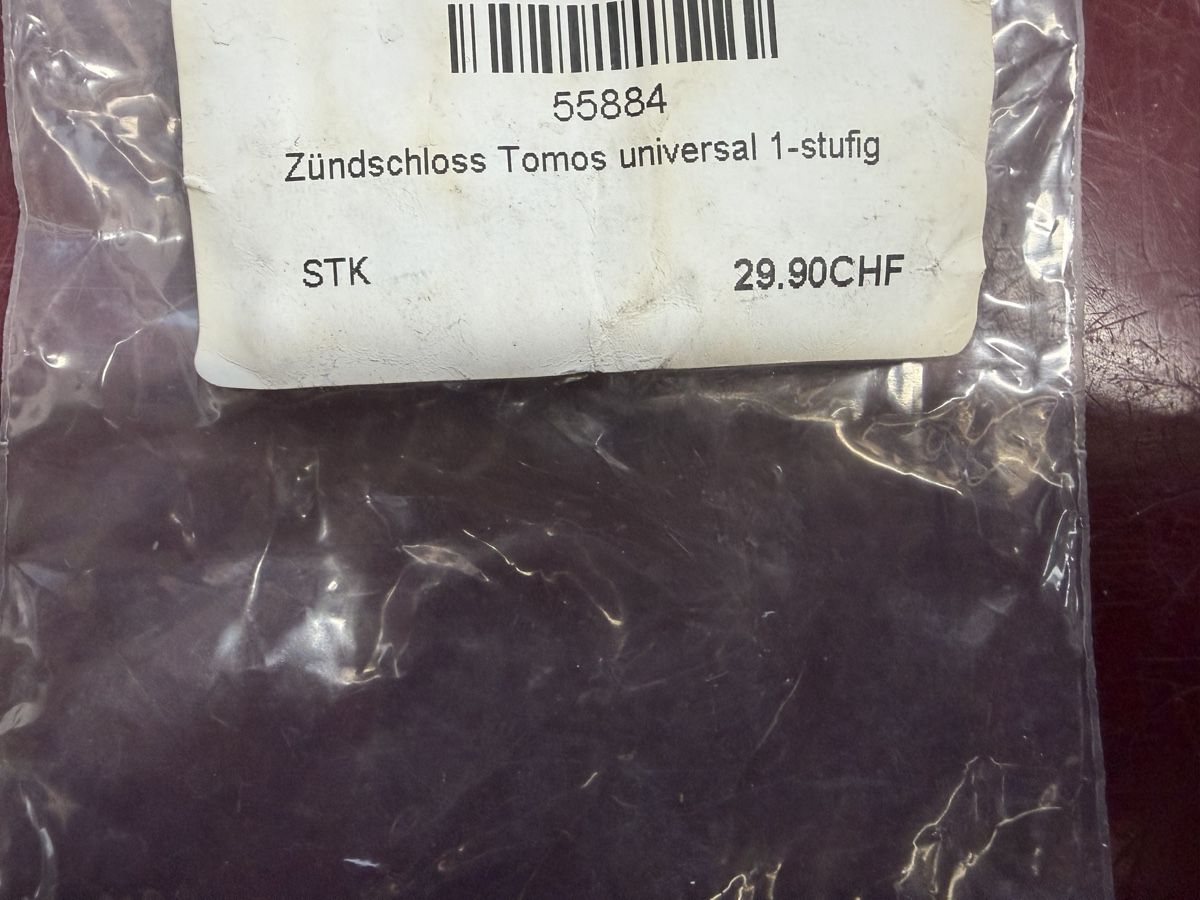 55884
Zündschloss Tomos universal 1-stufig
STK 29.90CHF